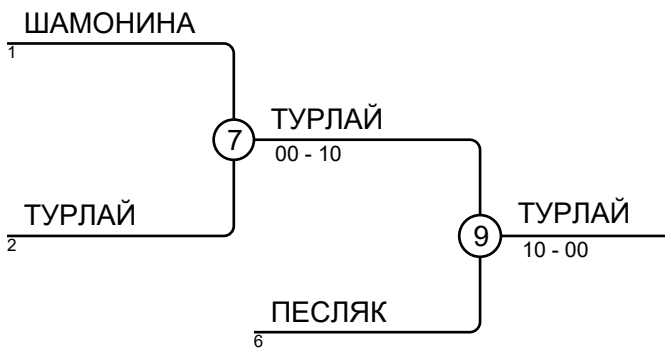 ШАМОНИНА
1
7
ТУРЛАЙ
00 - 10
ТУРЛАЙ
2
9
ТУРЛАЙ
10 - 00
ПЕСЛЯК
6